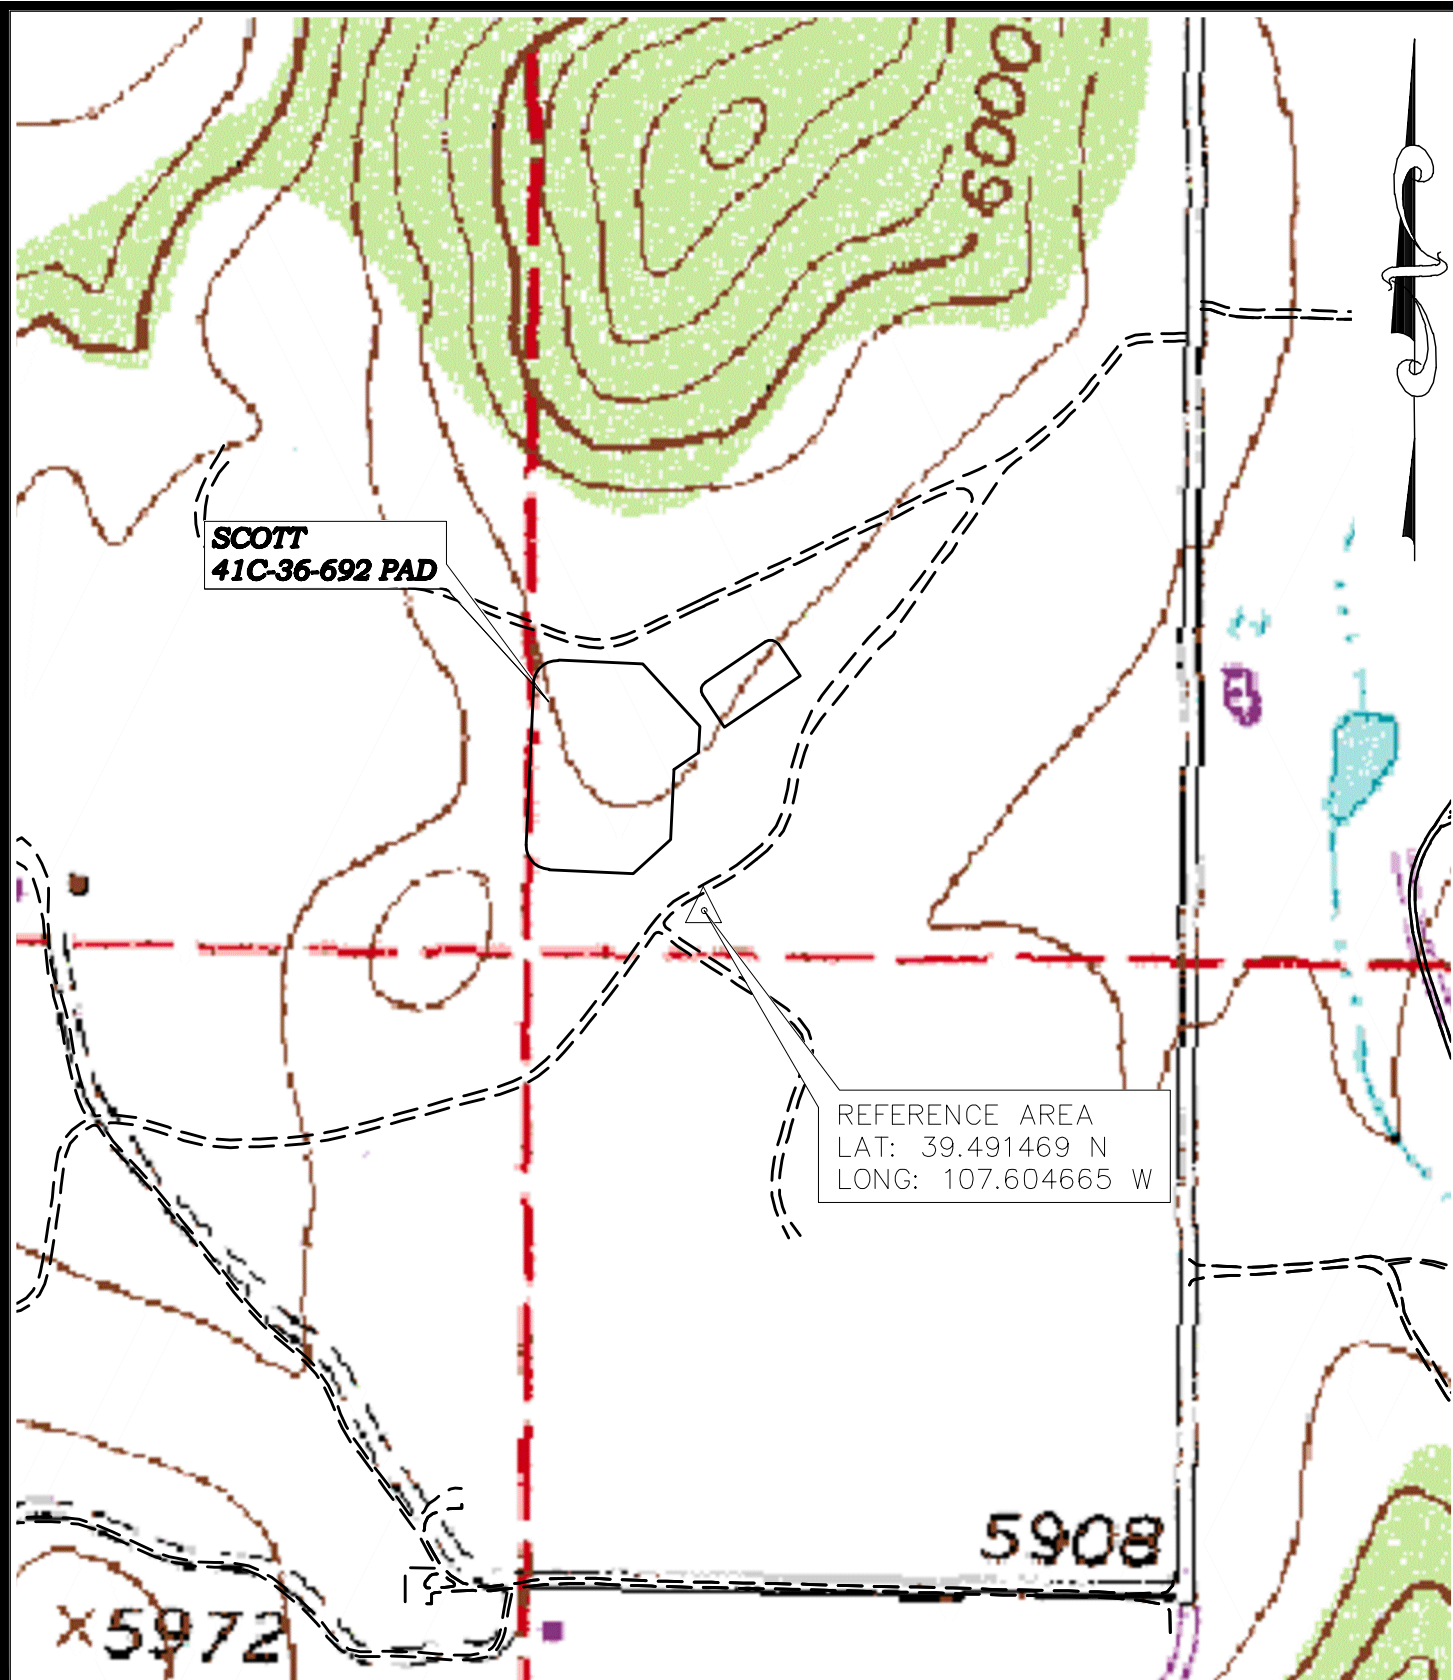 6000
SCOTT
41C-36-692 PAD
REFERENCE AREA
LAT: 39.491469 N
LONG: 107.604665 W
5908
5972